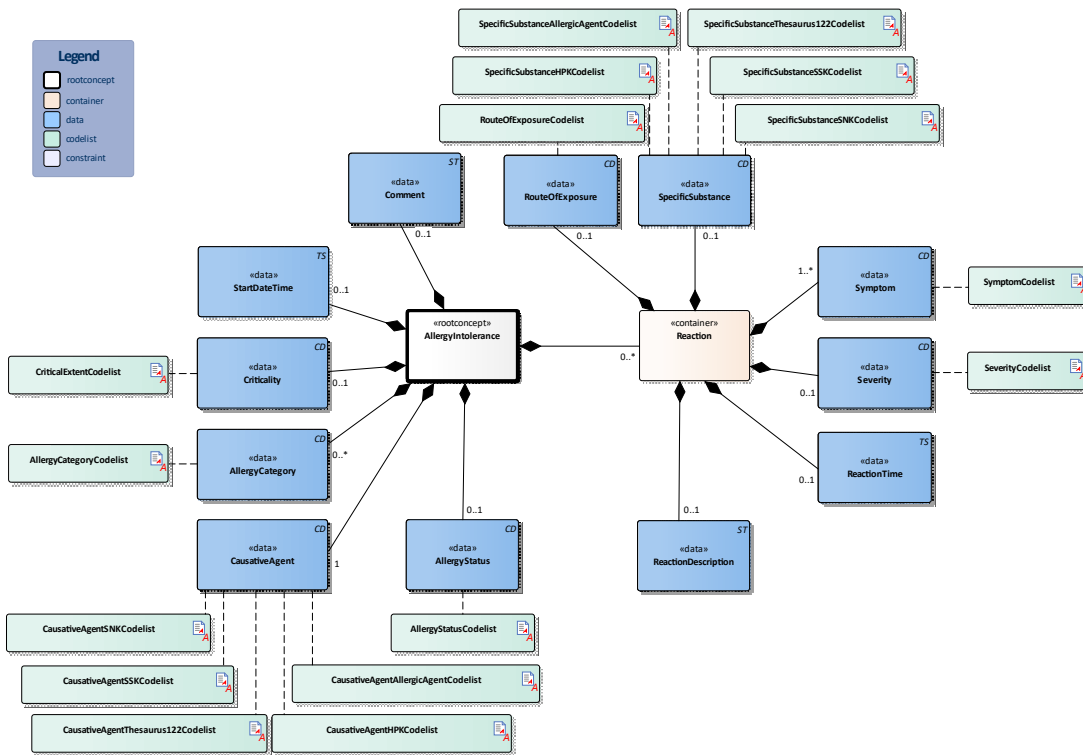 SpecificSubstanceAllergicAgentCodelist
SpecificSubstanceThesaurus122Codelist
SpecificSubstanceHPKCodelist
SpecificSubstanceSSKCodelist
RouteOfExposureCodelist
SpecificSubstanceSNKCodelist
Legend
rootconcept
container
data
codelist
constraint
ST
«data»
Comment
0..1
CD
«data»
RouteOfExposure
0..1
CD
«data»
SpecificSubstance
0..1
TS
«data»
StartDateTime
0..1
CD
«data»
Symptom
1..*
SymptomCodelist
«rootconcept»
AllergyIntolerance
«container»
Reaction
0..*
CriticalExtentCodelist
CD
«data»
Criticality
0..1
CD
«data»
Severity
0..1
SeverityCodelist
AllergyCategoryCodelist
CD
«data»
AllergyCategory
0..*
TS
«data»
ReactionTime
0..1
CD
«data»
CausativeAgent
1
CD
«data»
AllergyStatus
0..1
ST
«data»
ReactionDescription
0..1
CausativeAgentSNKCodelist
AllergyStatusCodelist
CausativeAgentSSKCodelist
CausativeAgentAllergicAgentCodelist
CausativeAgentThesaurus122Codelist
CausativeAgentHPKCodelist